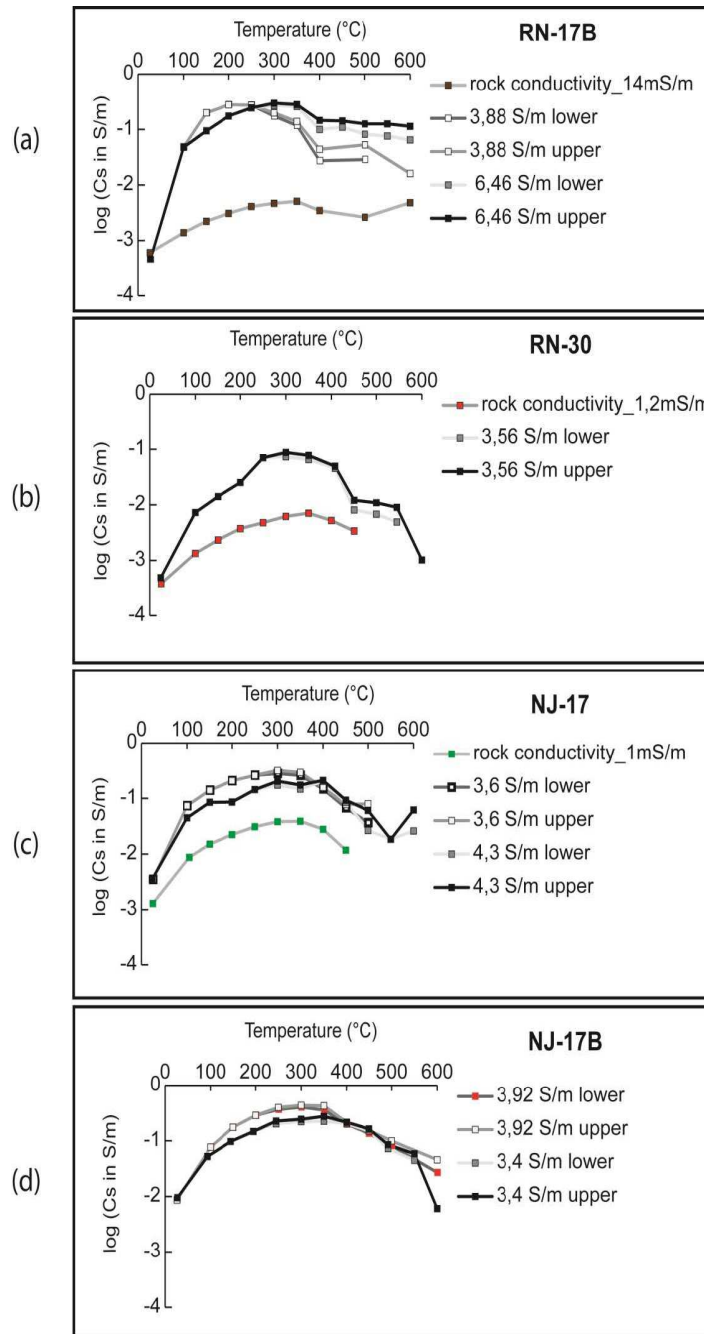 (a)
Temperature (°C)
RN-17B
0 100 200 300 400 500 600
log (Cs in S/m)
0
-1
-2
-3
-4
rock conductivity_14mS/m
3,88 S/m lower
3,88 S/m upper
6,46 S/m lower
6,46 S/m upper
(b)
Temperature (°C)
RN-30
0 100 200 300 400 500 600
log (Cs in S/m)
0
-1
-2
-3
-4
rock conductivity_1,2mS/m
3,56 S/m lower
3,56 S/m upper
(c)
Temperature (°C)
NJ-17
0 100 200 300 400 500 600
log (Cs in S/m)
0
-1
-2
-3
-4
rock conductivity_1mS/m
3,6 S/m lower
3,6 S/m upper
4,3 S/m lower
4,3 S/m upper
(d)
Temperature (°C)
NJ-17B
0 100 200 300 400 500 600
log (Cs in S/m)
0
-1
-2
-3
-4
3,92 S/m lower
3,92 S/m upper
3,4 S/m lower
3,4 S/m upper